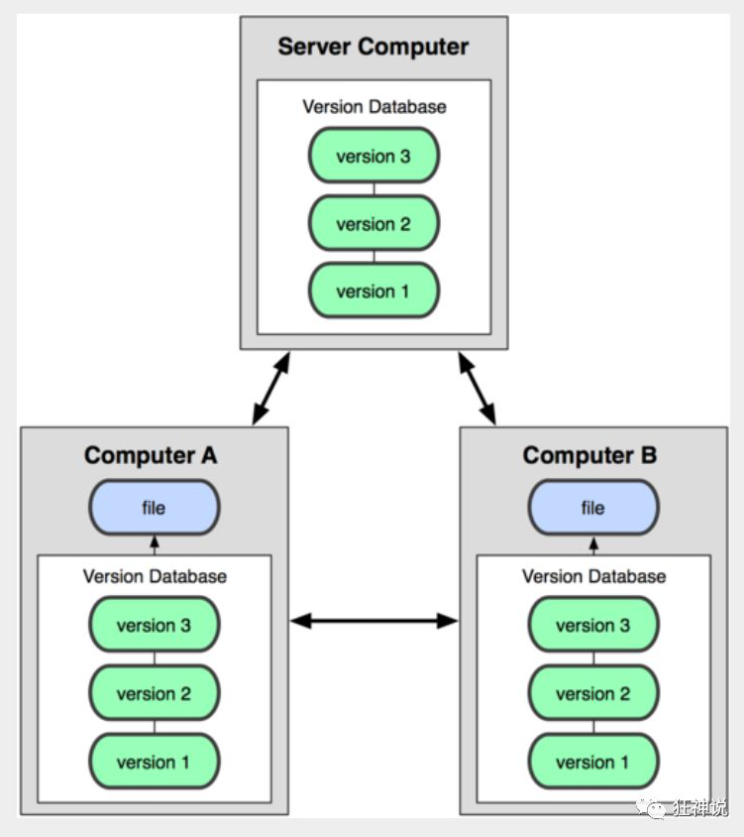 Server Computer
Version Database
version 3
version 2
version 1
Computer A
file
Version Database
version 3
version 2
version 1
Computer B
file
Version Database
version 3
version 2
version 1
狂神说